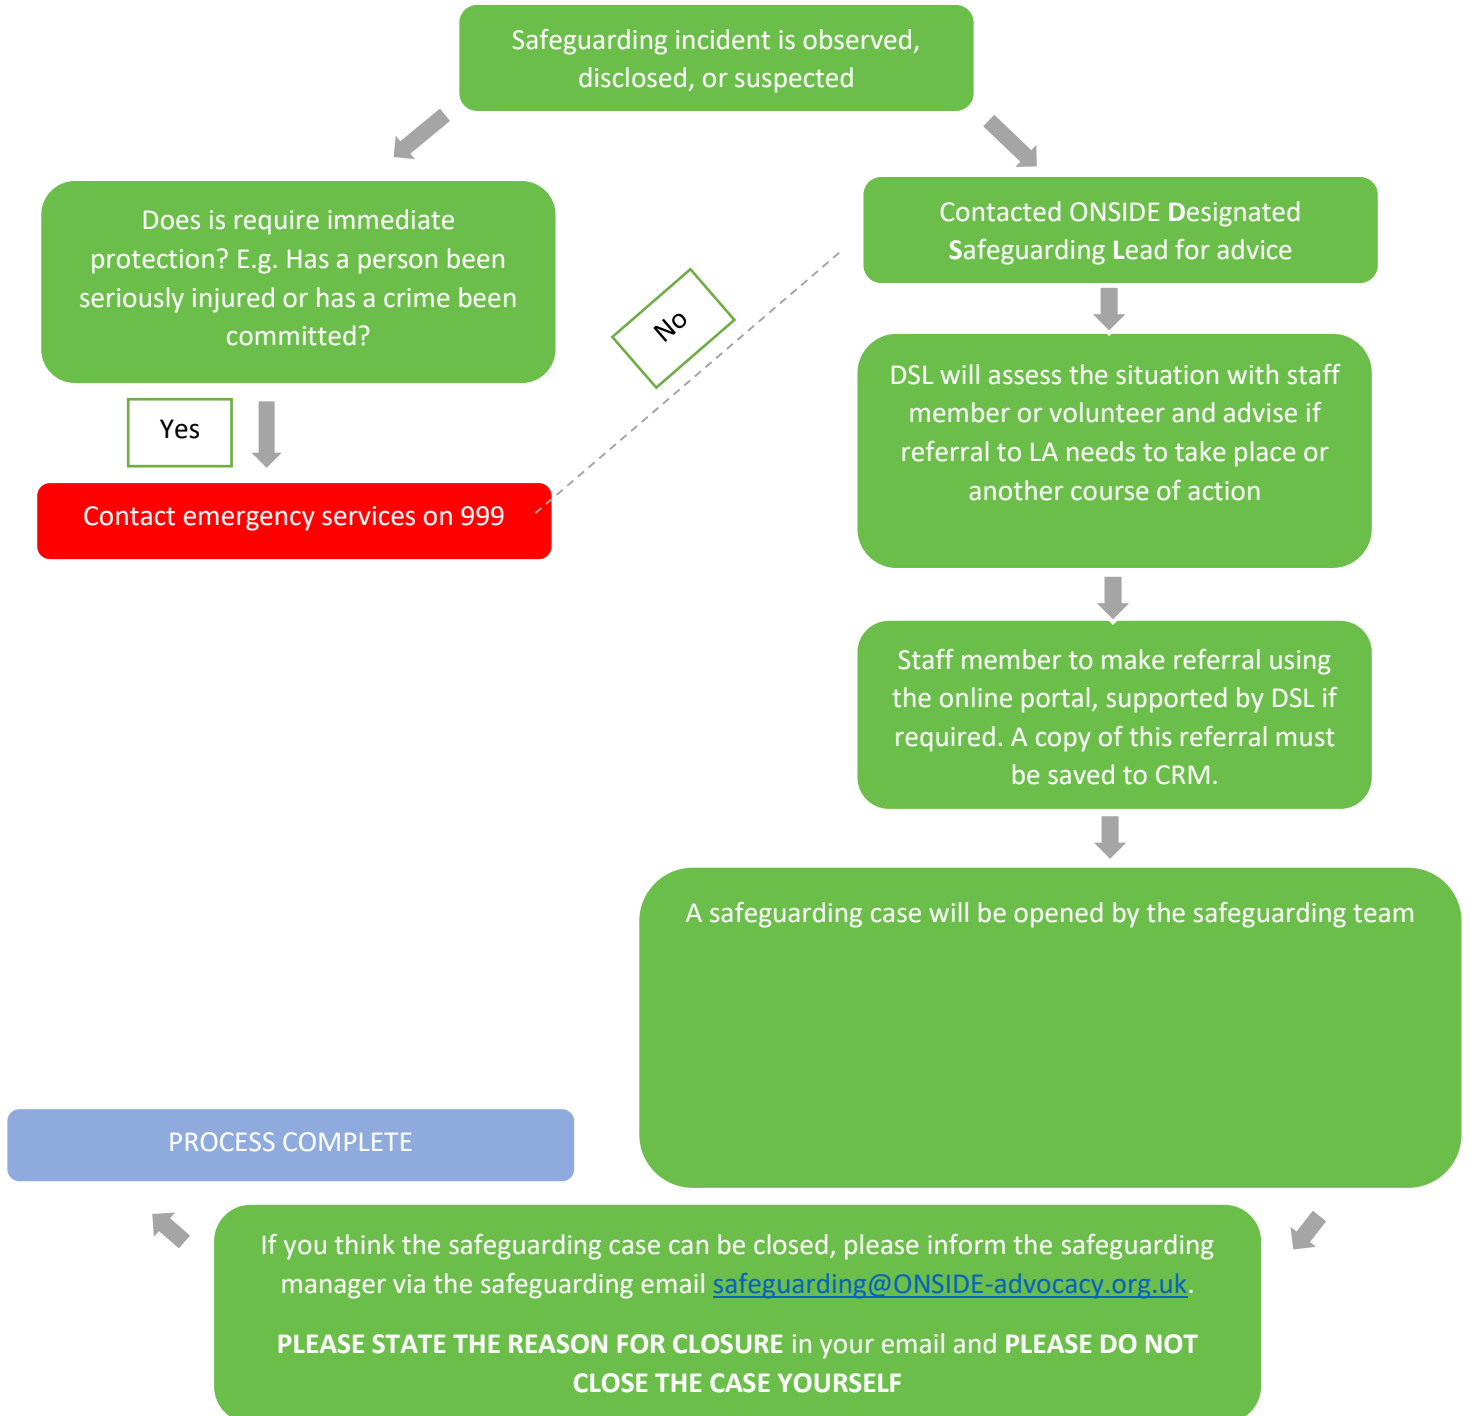 Safeguarding incident is observed,
disclosed, or suspected
Does is require immediate
protection? E.g. Has a person been
seriously injured or has a crime been
committed?
Yes
Contact emergency services on 999
No
Contacted ONSIDE Designated
Safeguarding Lead for advice
DSL will assess the situation with staff
member or volunteer and advise if
referral to LA needs to take place or
another course of action
Staff member to make referral using
the online portal, supported by DSL if
required. A copy of this referral must
be saved to CRM.
A safeguarding case will be opened by the safeguarding team
If you think the safeguarding case can be closed, please inform the safeguarding
manager via the safeguarding email safeguarding@ONSIDE-advocacy.org.uk.
PLEASE STATE THE REASON FOR CLOSURE in your email and PLEASE DO NOT
CLOSE THE CASE YOURSELF
PROCESS COMPLETE